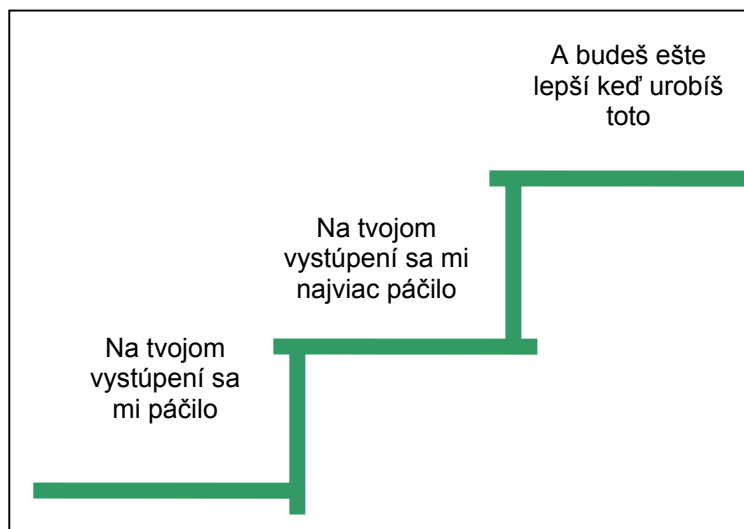 A budeš ešte
lepší keď urobíš
toto
Na tvojom
vystúpení sa mi
najviac páčilo
Na tvojom
vystúpení sa
mi páčilo